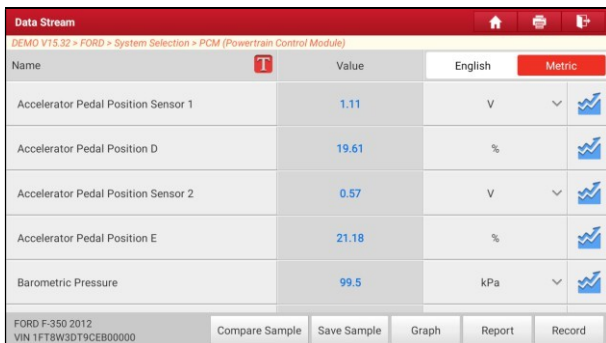 Data Stream
DEMO V15.32 > FORD > System Selection > PCM (Powertrain Control Module)
Name T Value English Metric
Accelerator Pedal Position Sensor 1 1.11 V
Accelerator Pedal Position D 19.61 %
Accelerator Pedal Position Sensor 2 0.57 V
Accelerator Pedal Position E 21.18 %
Barometric Pressure 99.5 kPa
FORD F-350 2012
VIN 1FT8W3DT9CEB00000
Compare Sample Save Sample Graph Report Record